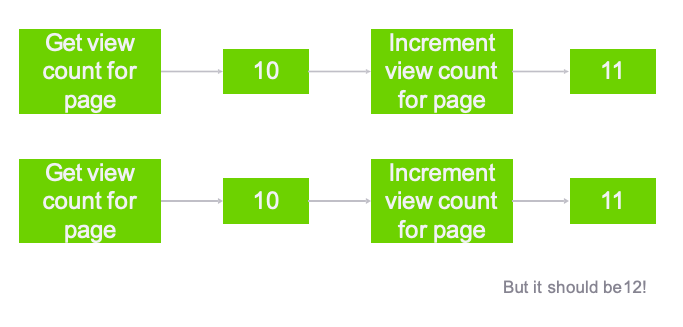 Get view
count for
page
10
Increment
view count
for page
11
Get view
count for
page
10
Increment
view count
for page
11
But it should be12!